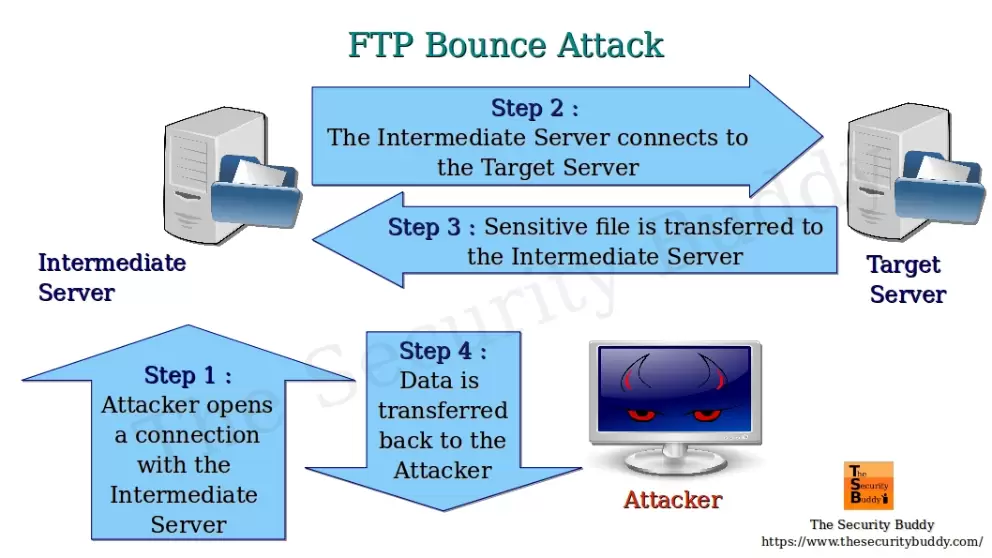 FTP Bounce Attack
Step 2 :
The Intermediate Server connects to
the Target Server
Step 3 : Sensitive file is transferred to
the Intermediate Server
Intermediate
Server
Target
Server
Step 1 :
Attacker opens
a connection
with the
Intermediate
Server
Step 4 :
Data is
transferred
back to the
Attacker
Attacker
The Security Buddy
The
Security
Buddy
The Security Buddy
https://www.thesecuritybuddy.com/